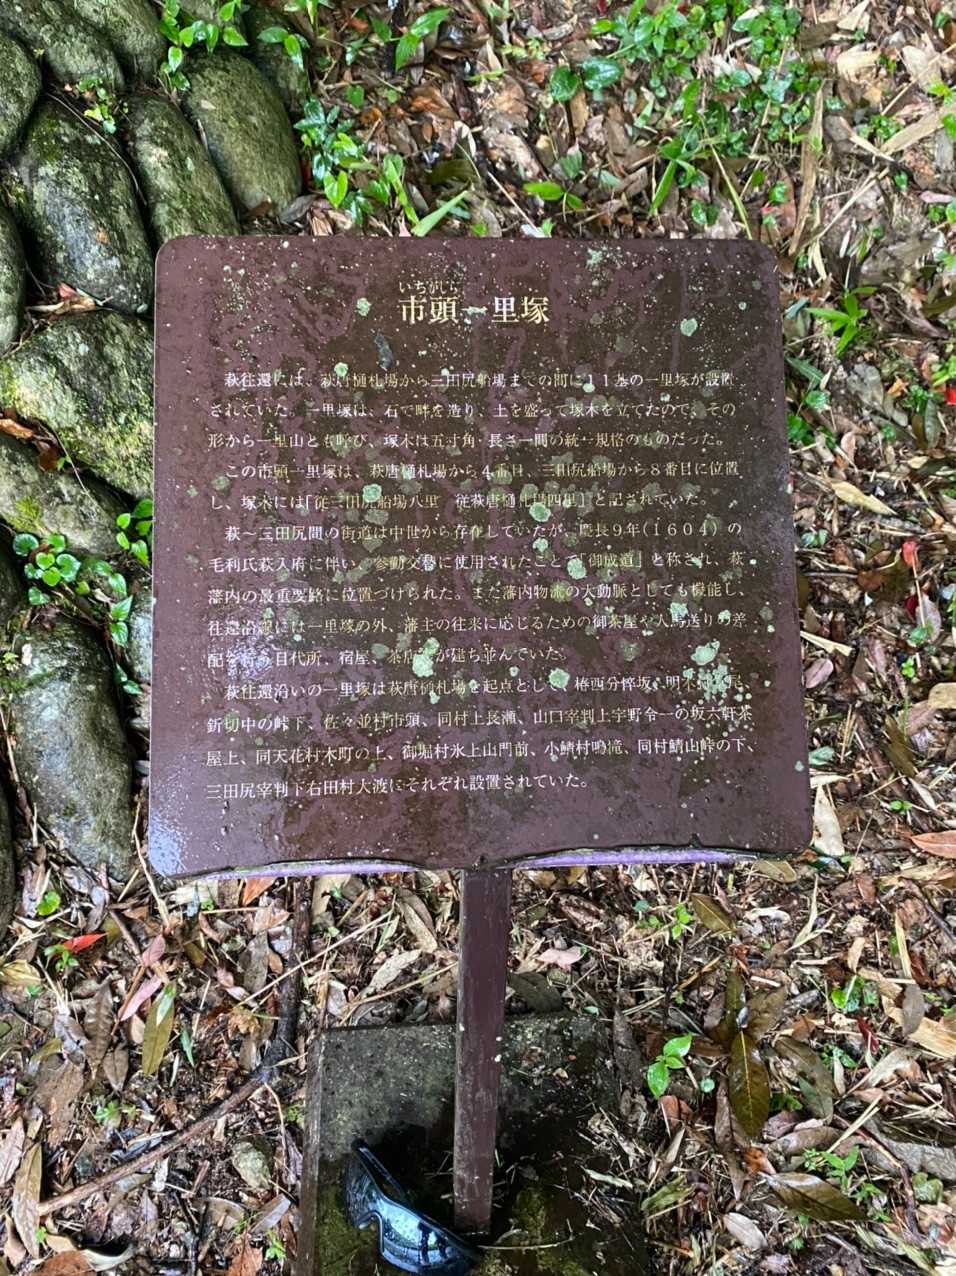 いちがしら
市頭一里塚
萩往還には、萩唐樋札場から三田尻船場までの間に11基の一里塚が設置
されていた。一里塚は、石で畔を造り、土を盛って塚木を立てたので、その
形から一里山とも呼び、塚木は五寸角・長さ一間の統一規格のものだった。
この市頭一里塚は、萩唐樋札場から4番目、三田尻船場から8番目に位置
し、塚木には「従三田尻船場八里 従萩唐樋札場四里」と記されていた。
萩〜三田尻間の街道は中世から存在していたが、慶長9年(1604)の
毛利氏萩入府に伴い、参勤交替に使用されたことで「御成道」と称され、萩
藩内の最重要路に位置づけられた。また藩内物流の大動脈としても機能し、
往還沿線には一里塚の外、藩主の往来に応じるための御茶屋や人馬送りの差
配を行う目代所、宿屋、茶店が建ち並んでいた。
萩往還沿いの一里塚は萩唐樋札場を起点として、椿西分悴坂、明木
釿切中の峠下、佐々並村市頭、同村上長瀬、山口宰判上宇野令一の坂六軒茶
屋上、同天花村木町の上、御堀村氷上山門前、小鯖村鳴滝、同村鯖山峠の下、
三田尻宰判下右田村大渡にそれぞれ設置されていた。